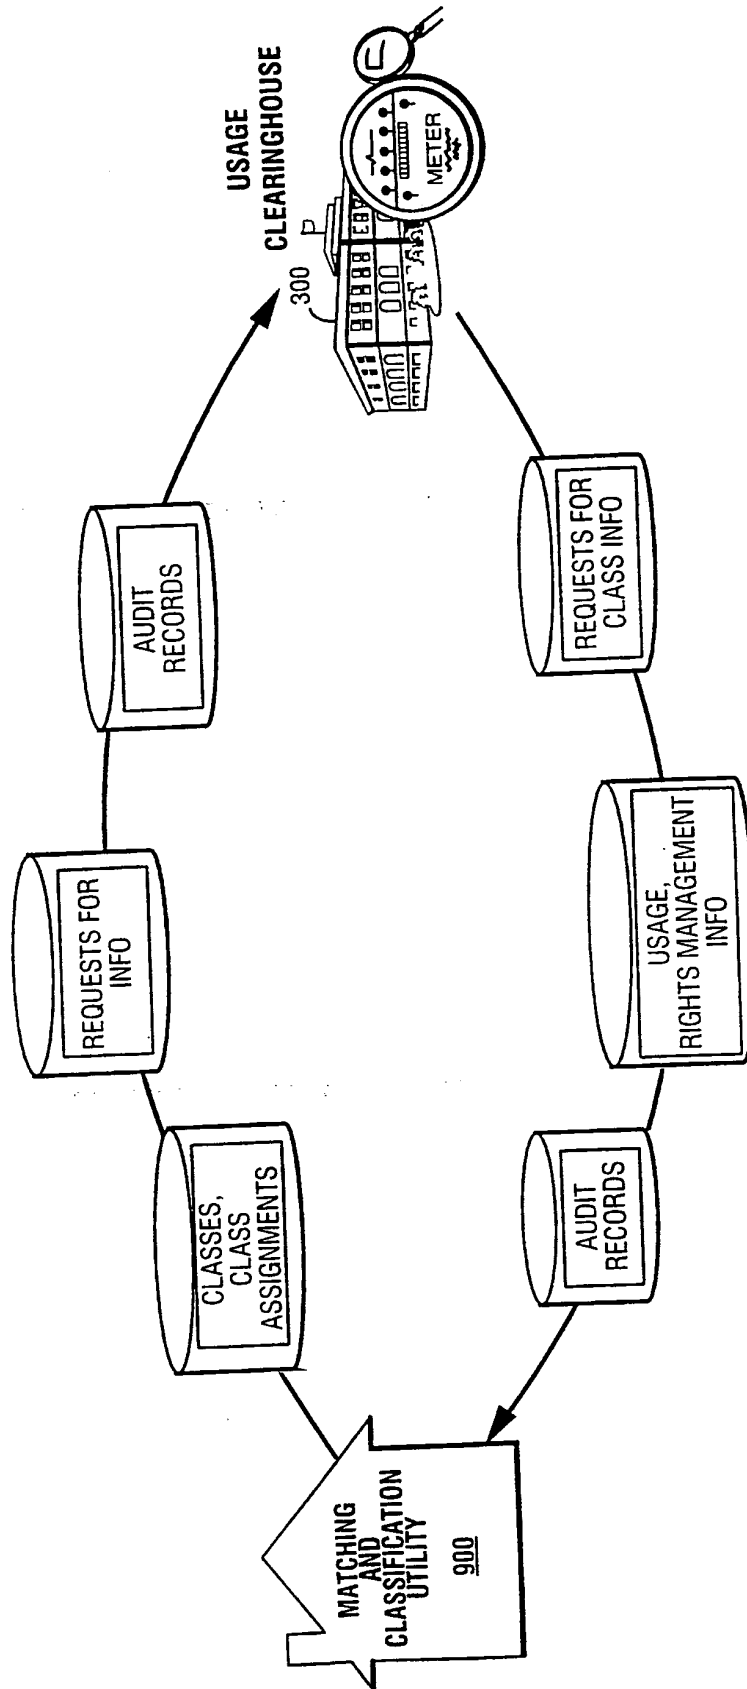 USAGE
CLEARINGHOUSE
300
METER
AUDIT
RECORDS
REQUESTS FOR
INFO
CLASSES,
CLASS
ASSIGNMENTS
MATCHING
AND
CLASSIFICATION
UTILITY
900
REQUESTS FOR
CLASS INFO
USAGE,
RIGHTS MANAGEMENT
INFO
AUDIT
RECORDS